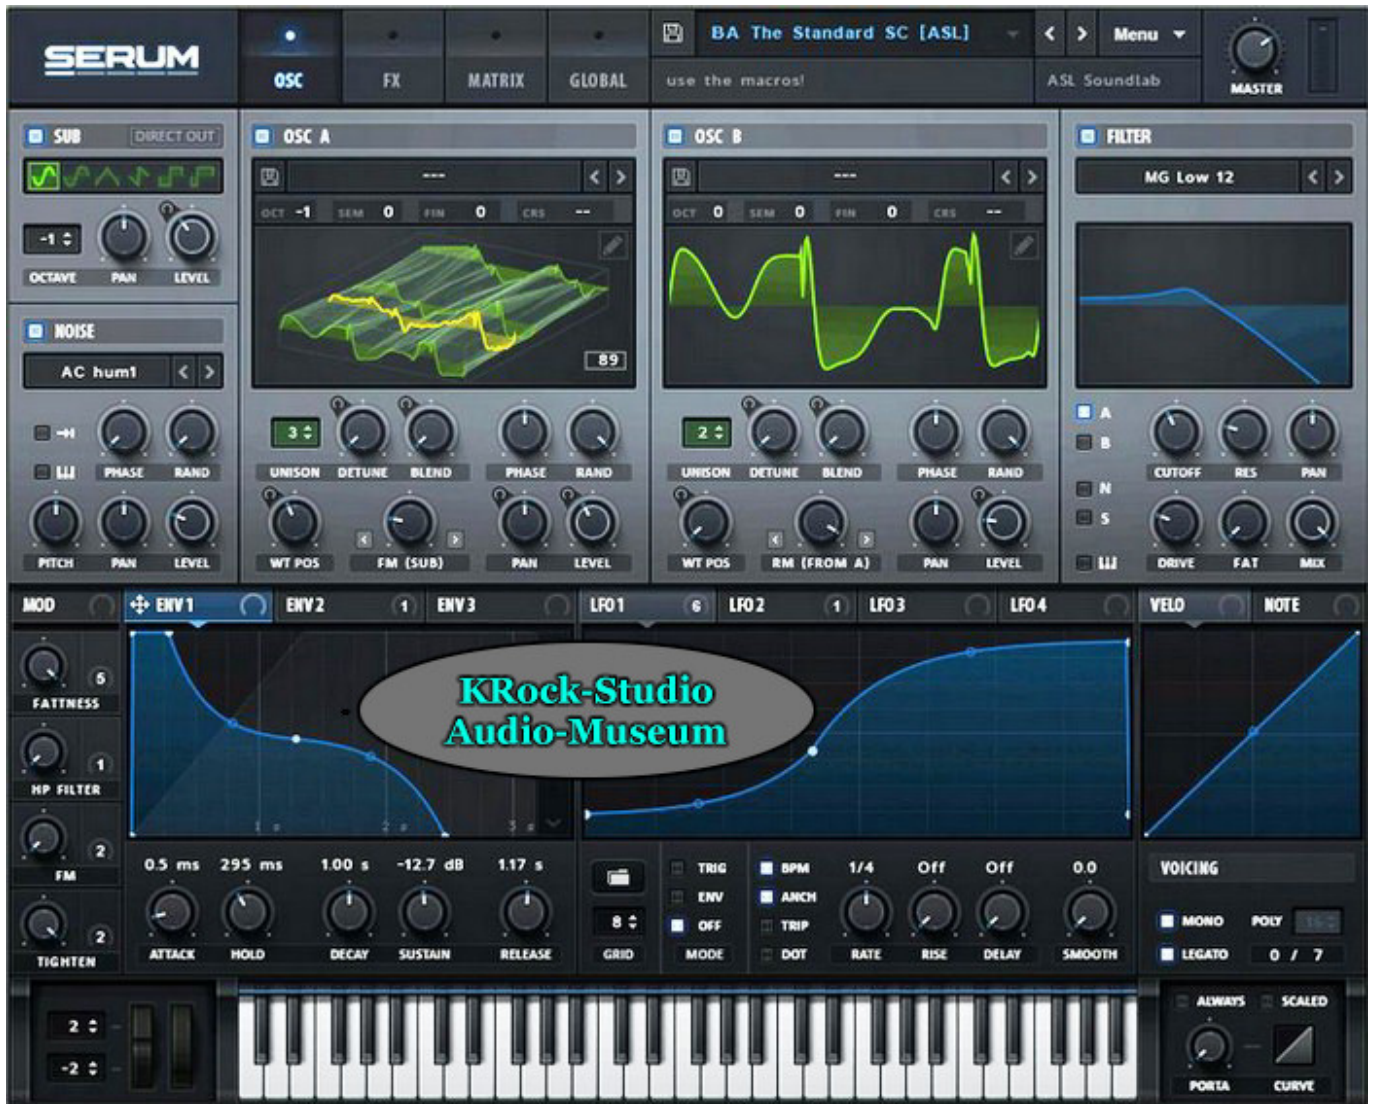 SERUM
OSC FX MATRIX GLOBAL
BA The Standard SC [ASL]
Menu
use the macros!
ASL Soundlab
MASTER
SUB DIRECT OUT
-1
OCTAVE PAN LEVEL
NOISE
AC hum1
PHASE RAND
PITCH PAN LEVEL
OSC A
---
OCT -1 SEM 0 FIN 0 CRS --
89
3
UNISON DETUNE BLEND PHASE RAND
WT POS FM (SUB) PAN LEVEL
OSC B
---
OCT 0 SEM 0 FIN 0 CRS --
2
UNISON DETUNE BLEND PHASE RAND
WT POS RM (FROM A) PAN LEVEL
FILTER
MG Low 12
A
B
N
S
CUTOFF RES PAN
DRIVE FAT MIX
MOD ENV 1 ENV 2 1 ENV 3 LFO 1 6 LFO 2 1 LFO 3 LFO 4 VELO NOTE
5
FATTNESS
1
HP FILTER
2
FM
2
TIGHTEN
KRock-Studio
Audio-Museum
1 s 2 s 3 s
0.5 ms 295 ms 1.00 s -12.7 dB 1.17 s
ATTACK HOLD DECAY SUSTAIN RELEASE
8
GRID
TRIG
ENV
OFF
MODE
BPM
ANCH
TRIP
DOT
1/4 Off Off 0.0
RATE RISE DELAY SMOOTH
VOICING
MONO POLY 16
LEGATO 0 / 7
2
-2
ALWAYS SCALED
PORTA CURVE